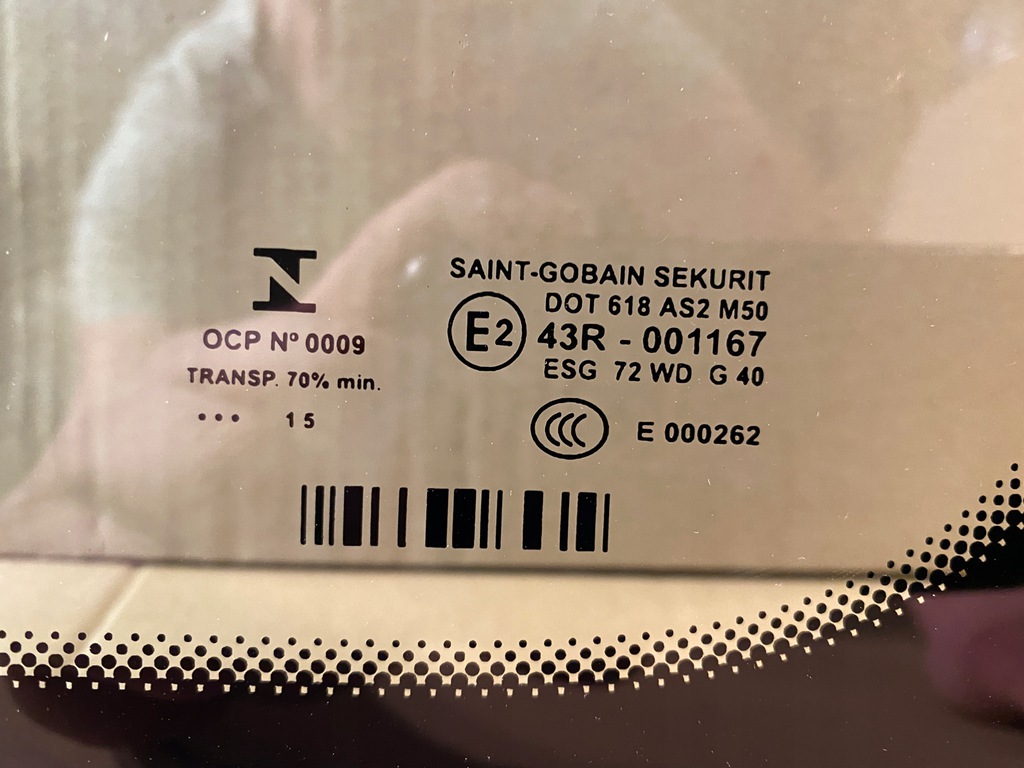 OCP Nº 0009
TRANSP. 70% min.
••• 15
SAINT-GOBAIN SEKURIT
DOT 618 AS2 M50
E2 43R - 001167
ESG 72 WD G 40
CCC E 000262